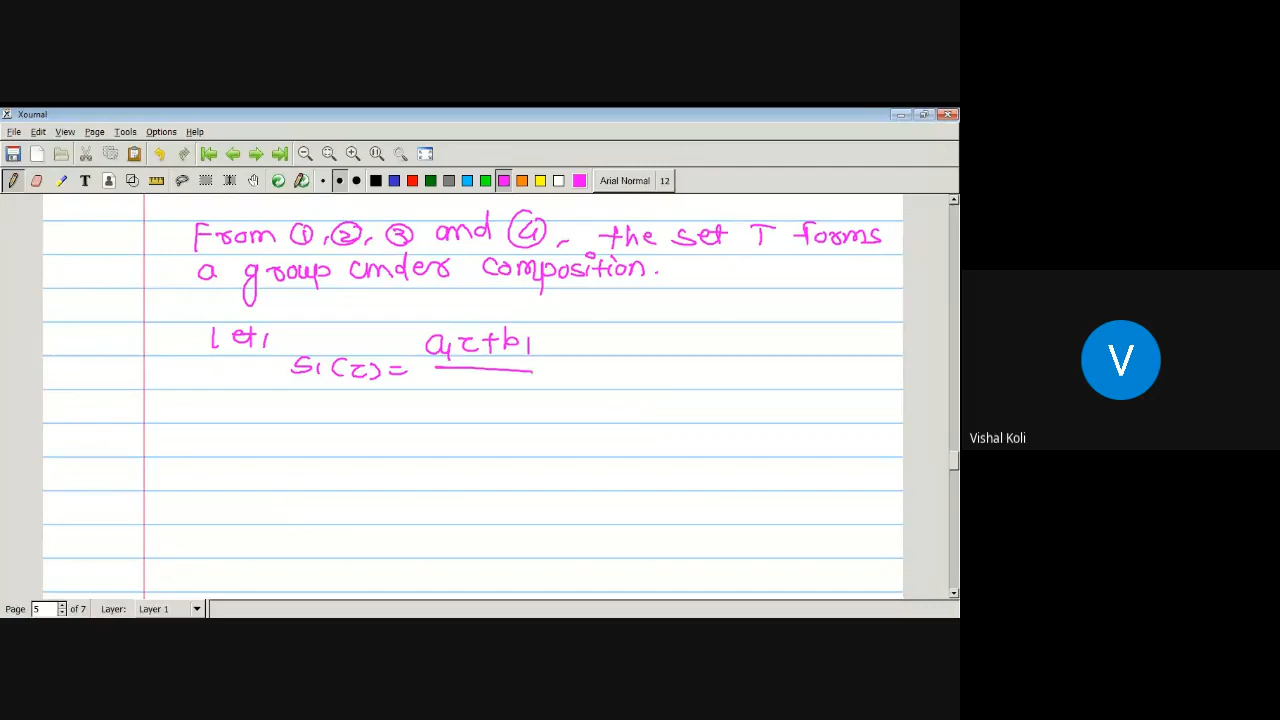 Xournal
File Edit View Page Tools Options Help
Arial Normal 12
From ①, ②, ③ and ④, the set T forms
a group under composition.
let,
S₁(z) = a₁z+b₁
Page 5 of 7 Layer: Layer 1
V
Vishal Koli